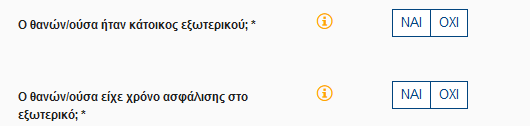 Ο θανών/ούσα ήταν κάτοικος εξωτερικού; * ΝΑΙ ΟΧΙ
Ο θανών/ούσα είχε χρόνο ασφάλισης στο ΝΑΙ ΟΧΙ
εξωτερικό; *